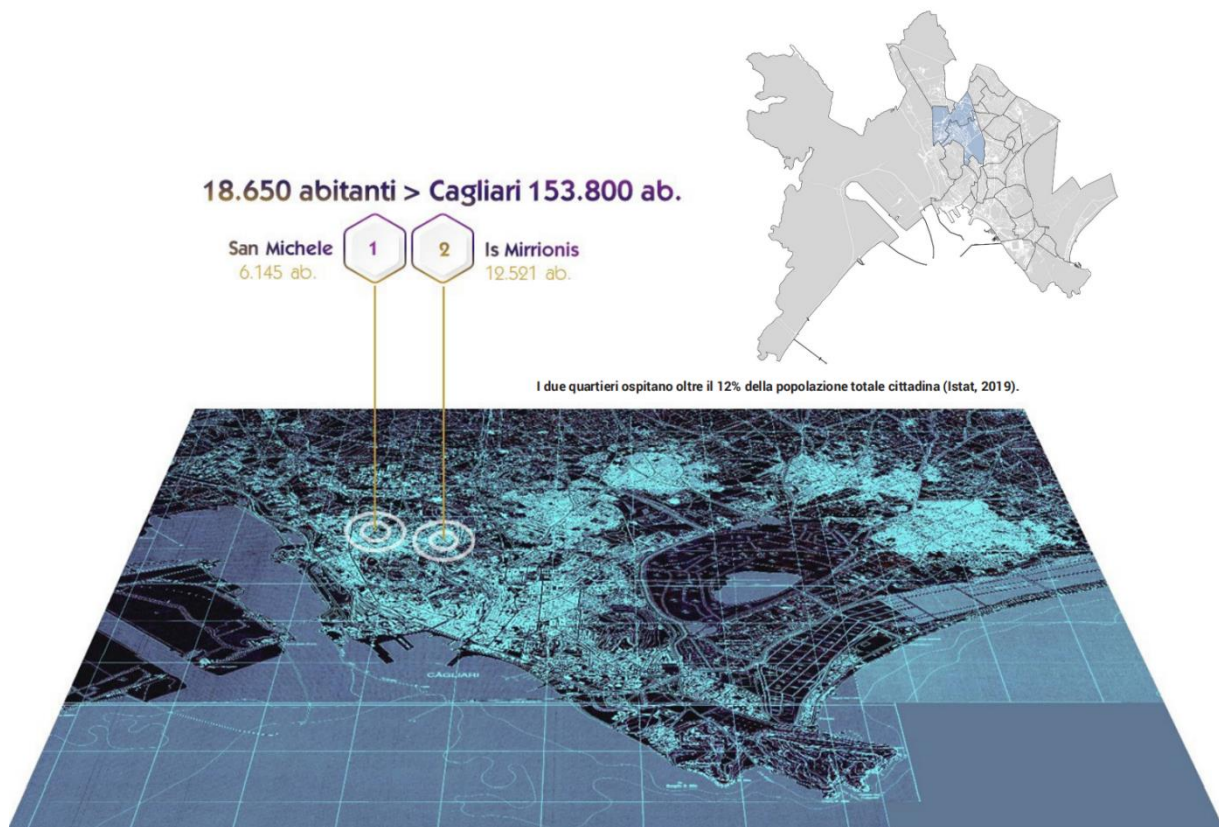 18.650 abitanti > Cagliari 153.800 ab.
San Michele
6.145 ab.
1
2
Is Mirrionis
12.521 ab.
I due quartieri ospitano oltre il 12% della popolazione totale cittadina (Istat, 2019).
CAGLIARI